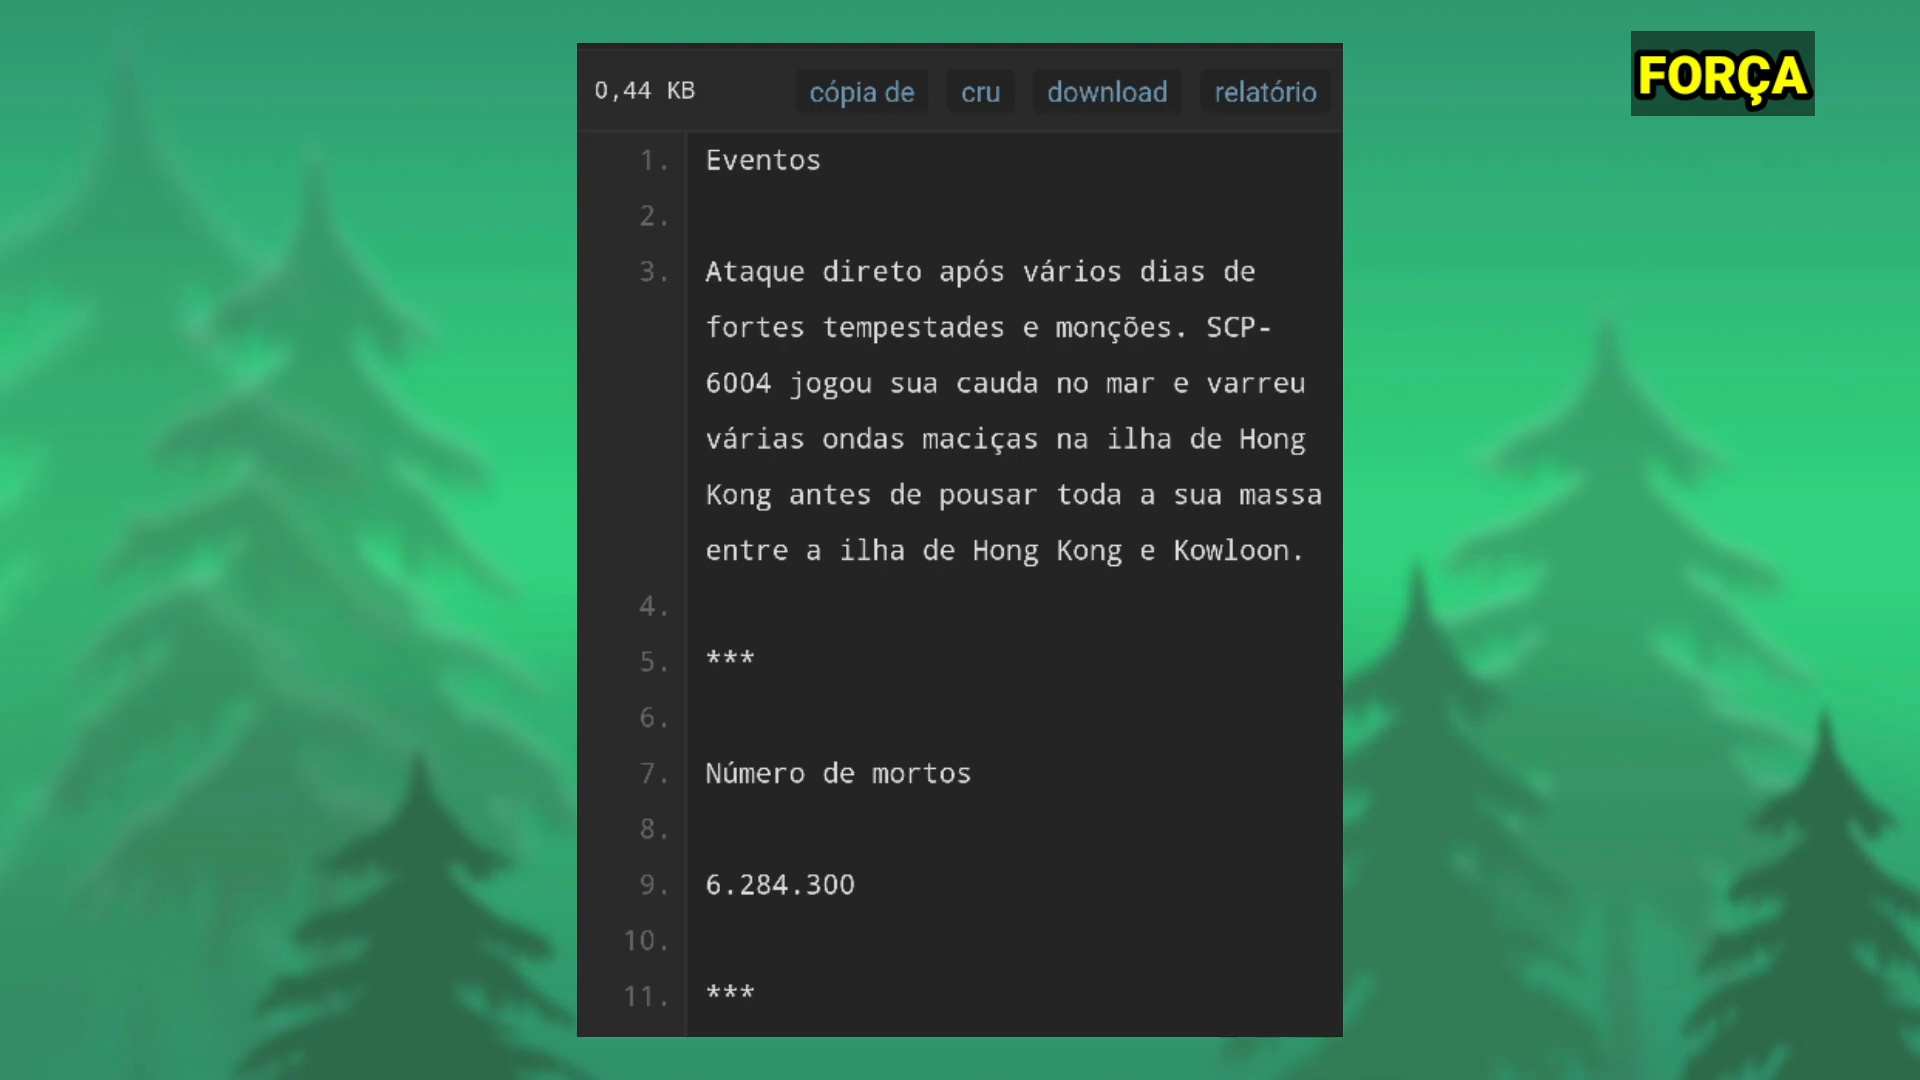 FORÇA
0,44 KB cópia de cru download relatório
1. Eventos
2.
3. Ataque direto após vários dias de
fortes tempestades e monções. SCP-
6004 jogou sua cauda no mar e varreu
várias ondas maciças na ilha de Hong
Kong antes de pousar toda a sua massa
entre a ilha de Hong Kong e Kowloon.
4.
5. ***
6.
7. Número de mortos
8.
9. 6.284.300
10.
11. ***